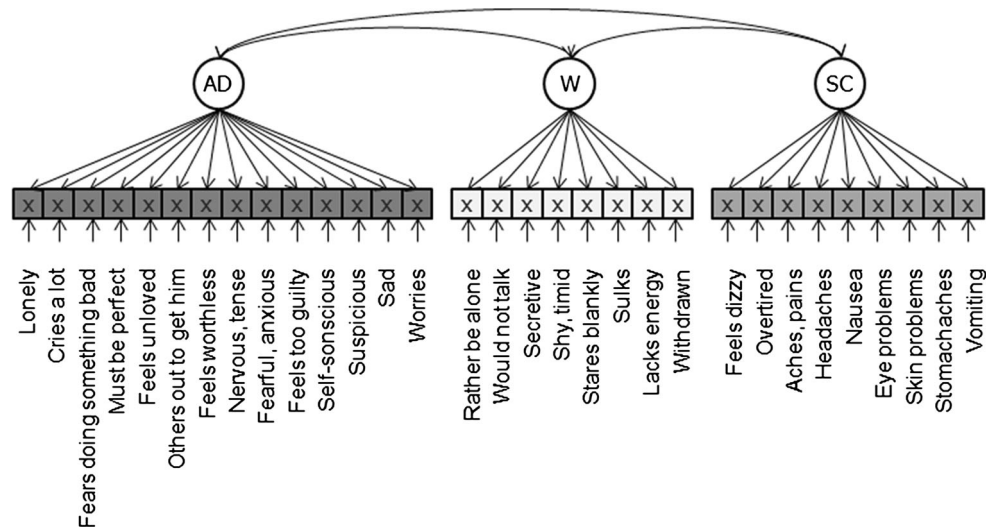 AD
W
SC
x x x x x x x x x x x x x x
x x x x x x x x
x x x x x x x x x
Lonely
Cries a lot
Fears doing something bad
Must be perfect
Feels unloved
Others out to get him
Feels worthless
Nervous, tense
Fearful, anxious
Feels too guilty
Self-sonscious
Suspicious
Sad
Worries
Rather be alone
Would not talk
Secretive
Shy, timid
Stares blankly
Sulks
Lacks energy
Withdrawn
Feels dizzy
Overtired
Aches, pains
Headaches
Nausea
Eye problems
Skin problems
Stomachaches
Vomiting